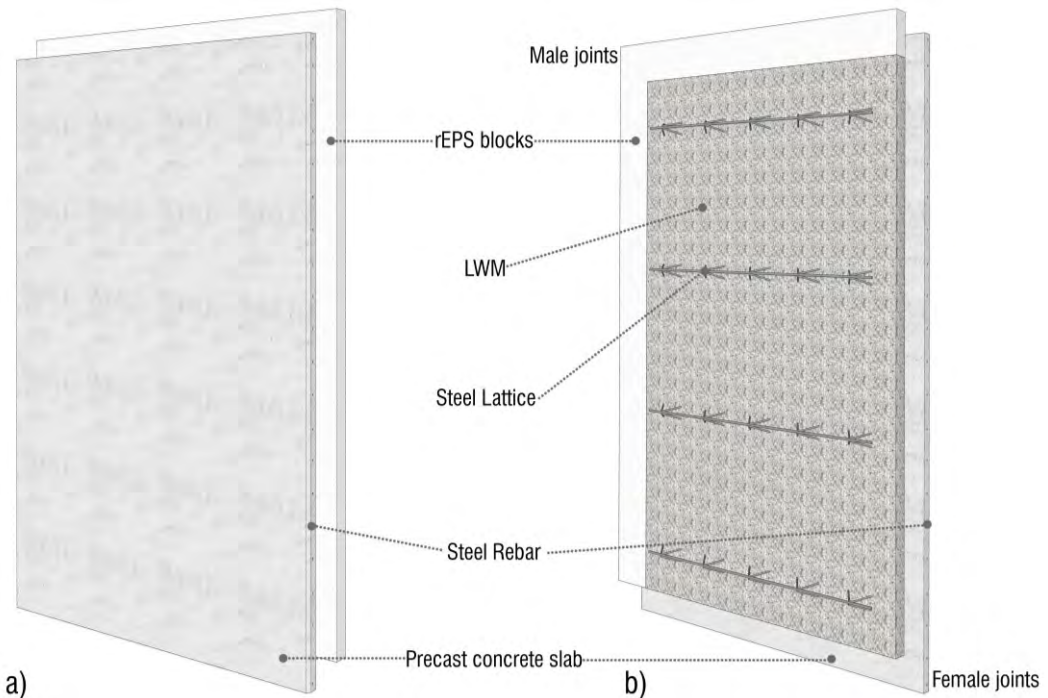 Male joints
rEPS blocks
LWM
Steel Lattice
Steel Rebar
Precast concrete slab
a)
b)
Female joints